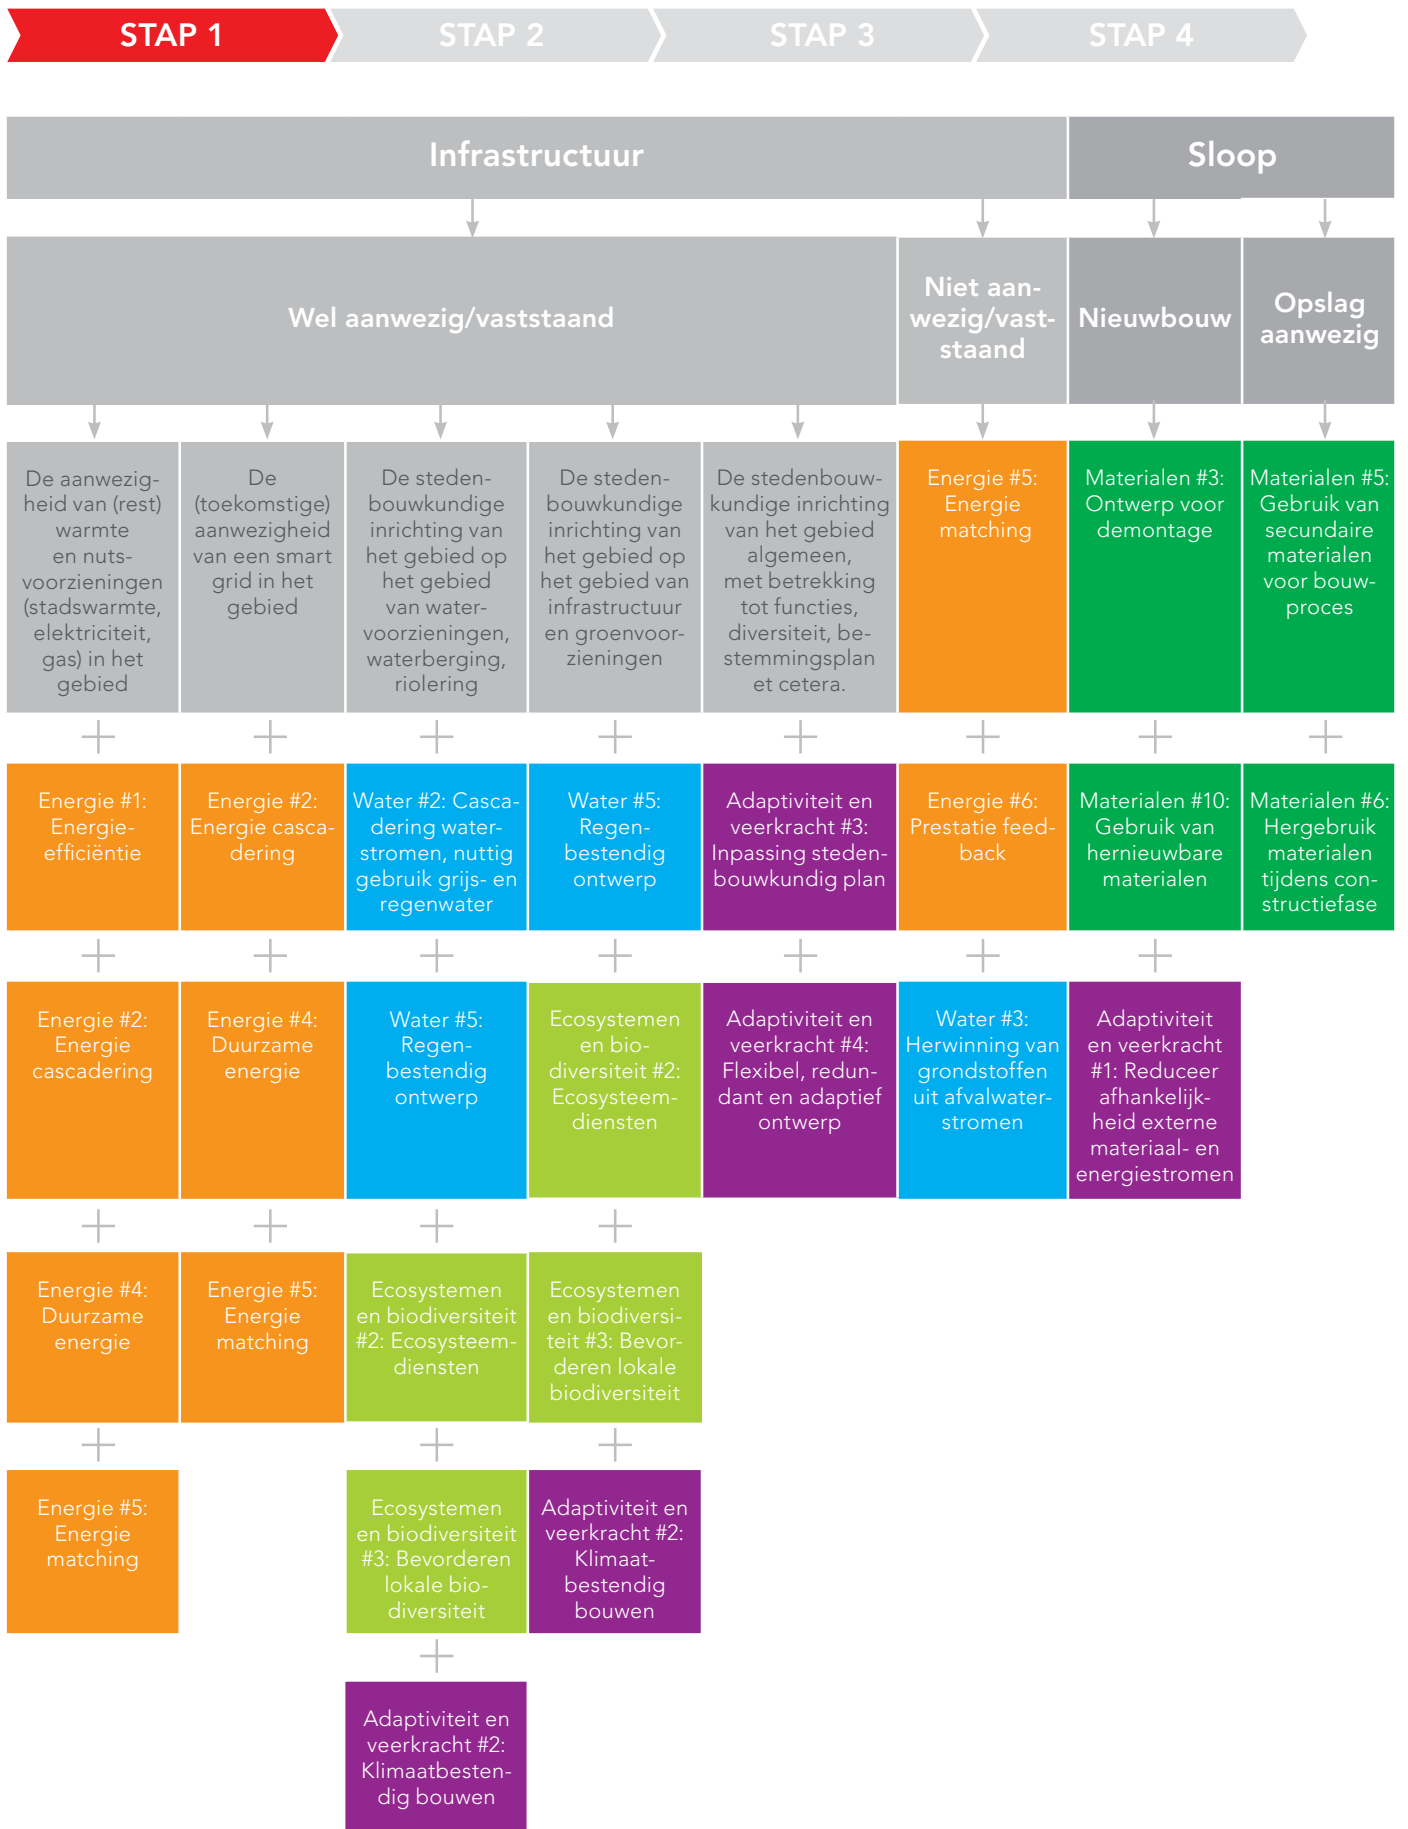 STAP 1
STAP 2
STAP 3
STAP 4
Infrastructuur
Sloop
Wel aanwezig/vaststaand
Niet aan-
wezig/vast-
staand
Nieuwbouw
Opslag
aanwezig
De aanwezig-
heid van (rest)
warmte
en nuts-
voorzieningen
(stadswarmte,
elektriciteit,
gas) in het
gebied
De
(toekomstige)
aanwezigheid
van een smart
grid in het
gebied
De steden-
bouwkundige
inrichting van
het gebied op
het gebied
van water-
voorzieningen,
waterberging,
riolering
De steden-
bouwkundige
inrichting van
het gebied op
het gebied van
infrastructuur
en groenvoor-
zieningen
De stedenbouw-
kundige inrichting
van het gebied
algemeen,
met betrekking
tot functies,
diversiteit, be-
stemmingsplan
et cetera.
Energie #5:
Energie
matching
Materialen #3:
Ontwerp voor
demontage
Materialen #5:
Gebruik van
secundaire
materialen
voor bouw-
proces
Energie #1:
Energie-
efficiëntie
Energie #2:
Energie casca-
dering
Water #2: Casca-
dering water-
stromen, nuttig
gebruik grijs- en
regenwater
Water #5:
Regen-
bestendig
ontwerp
Adaptiviteit en
veerkracht #3:
Inpassing steden-
bouwkundig plan
Energie #6:
Prestatie feed-
back
Materialen #10:
Gebruik van
hernieuwbare
materialen
Materialen #6:
Hergebruik
materialen
tijdens con-
structiefase
Energie #2:
Energie
cascadering
Energie #4:
Duurzame
energie
Water #5:
Regen-
bestendig
ontwerp
Ecosystemen
en bio-
diversiteit #2:
Ecosysteem-
diensten
Adaptiviteit en
veerkracht #4:
Flexibel, redun-
dant en adaptief
ontwerp
Water #3:
Herwinning van
grondstoffen
uit afvalwater-
stromen
Adaptiviteit
en veerkracht
#1: Reduceer
afhankelijk-
heid externe
materiaal- en
energiestromen
Energie #4:
Duurzame
energie
Energie #5:
Energie
matching
Ecosystemen
en biodiversiteit
#2: Ecosysteem-
diensten
Ecosystemen
en biodiversi-
teit #3: Bevor-
deren lokale
biodiversiteit
Energie #5:
Energie
matching
Ecosystemen
en biodiversiteit
#3: Bevorderen
lokale bio-
diversiteit
Adaptiviteit en
veerkracht #2:
Klimaat-
bestendig
bouwen
Adaptiviteit en
veerkracht #2:
Klimaatbesten-
dig bouwen